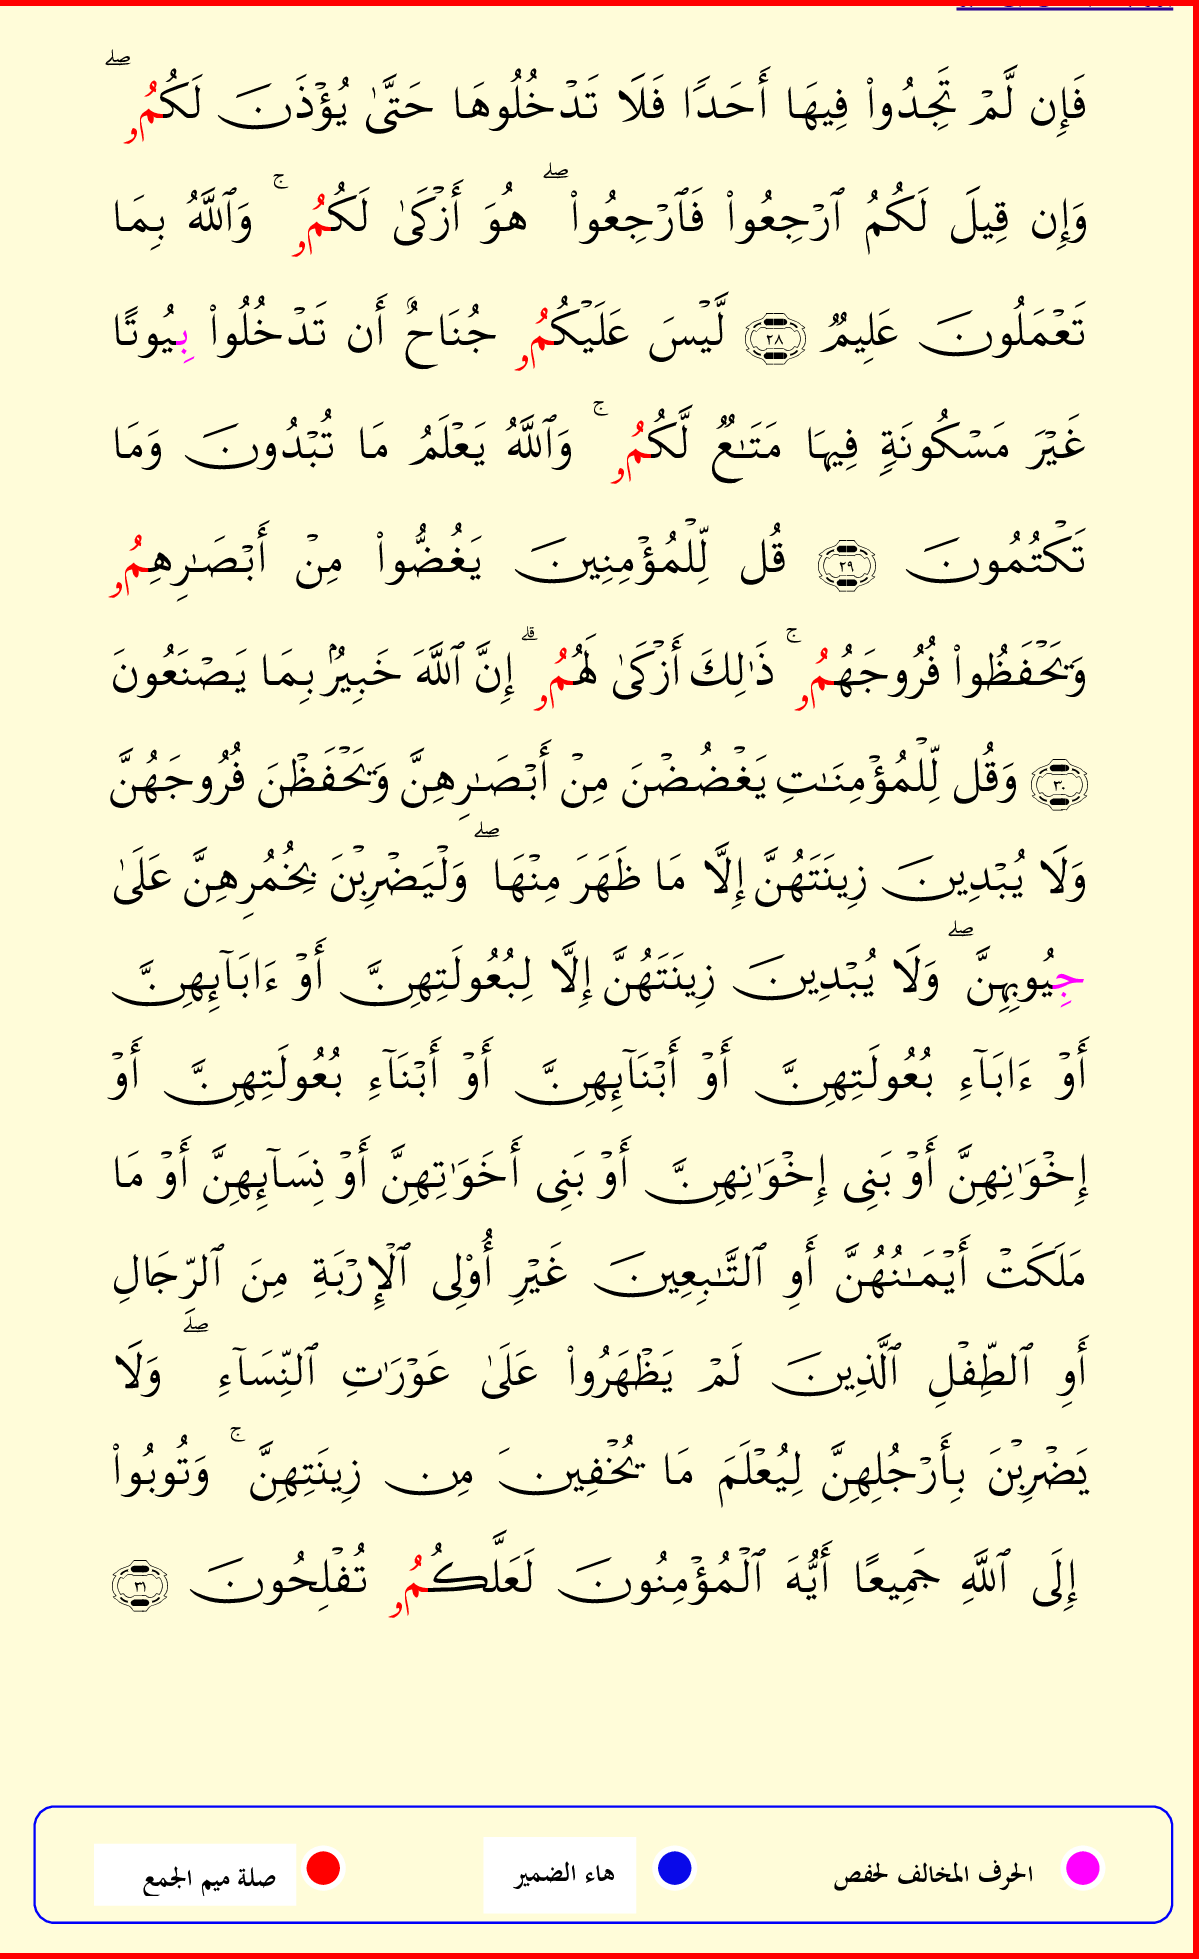 فَإِن لَّمۡ تَجِدُواْ فِيهَا أَحَدٗا فَلَا تَدۡخُلُوهَا حَتَّىٰ يُؤۡذَنَ لَكُمُۥ ۖ
وَإِن قِيلَ لَكُمُ ٱرۡجِعُواْ فَٱرۡجِعُواْ ۖ هُوَ أَزۡكَىٰ لَكُمُۥ ۚ وَٱللَّهُ بِمَا
تَعۡمَلُونَ عَلِيمٞ ٢٨ لَّيۡسَ عَلَيۡكُمُۥ جُنَاحٌ أَن تَدۡخُلُواْ بِيُوتًا
غَيۡرَ مَسۡكُونَةٖ فِيهَا مَتَٰعٞ لَّكُمُۥ ۚ وَٱللَّهُ يَعۡلَمُ مَا تُبۡدُونَ وَمَا
تَكۡتُمُونَ ٢٩ قُل لِّلۡمُؤۡمِنِينَ يَغُضُّواْ مِنۡ أَبۡصَٰرِهِمُۥ
وَيَحۡفَظُواْ فُرُوجَهُمُۥ ۚ ذَٰلِكَ أَزۡكَىٰ لَهُمُۥ ۗ إِنَّ ٱللَّهَ خَبِيرُۢ بِمَا يَصۡنَعُونَ
٣٠ وَقُل لِّلۡمُؤۡمِنَٰتِ يَغۡضُضۡنَ مِنۡ أَبۡصَٰرِهِنَّ وَيَحۡفَظۡنَ فُرُوجَهُنَّ
وَلَا يُبۡدِينَ زِينَتَهُنَّ إِلَّا مَا ظَهَرَ مِنۡهَا ۖ وَلۡيَضۡرِبۡنَ بِخُمُرِهِنَّ عَلَىٰ
جِيُوبِهِنَّ ۖ وَلَا يُبۡدِينَ زِينَتَهُنَّ إِلَّا لِبُعُولَتِهِنَّ أَوۡ ءَابَآئِهِنَّ
أَوۡ ءَابَآءِ بُعُولَتِهِنَّ أَوۡ أَبۡنَآئِهِنَّ أَوۡ أَبۡنَآءِ بُعُولَتِهِنَّ أَوۡ
إِخۡوَٰنِهِنَّ أَوۡ بَنِى إِخۡوَٰنِهِنَّ أَوۡ بَنِى أَخَوَٰتِهِنَّ أَوۡ نِسَآئِهِنَّ أَوۡ مَا
مَلَكَتۡ أَيۡمَٰنُهُنَّ أَوِ ٱلتَّٰبِعِينَ غَيۡرِ أُوْلِى ٱلۡإِرۡبَةِ مِنَ ٱلرِّجَالِ
أَوِ ٱلطِّفۡلِ ٱلَّذِينَ لَمۡ يَظۡهَرُواْ عَلَىٰ عَوۡرَٰتِ ٱلنِّسَآءِ ۖ وَلَا
يَضۡرِبۡنَ بِأَرۡجُلِهِنَّ لِيُعۡلَمَ مَا يُخۡفِينَ مِن زِينَتِهِنَّ ۚ وَتُوبُواْ
إِلَى ٱللَّهِ جَمِيعًا أَيُّهَ ٱلۡمُؤۡمِنُونَ لَعَلَّكُمُۥ تُفۡلِحُونَ ٣١
الحرف المخالف لحفص هاء الضمير صلة ميم الجمع